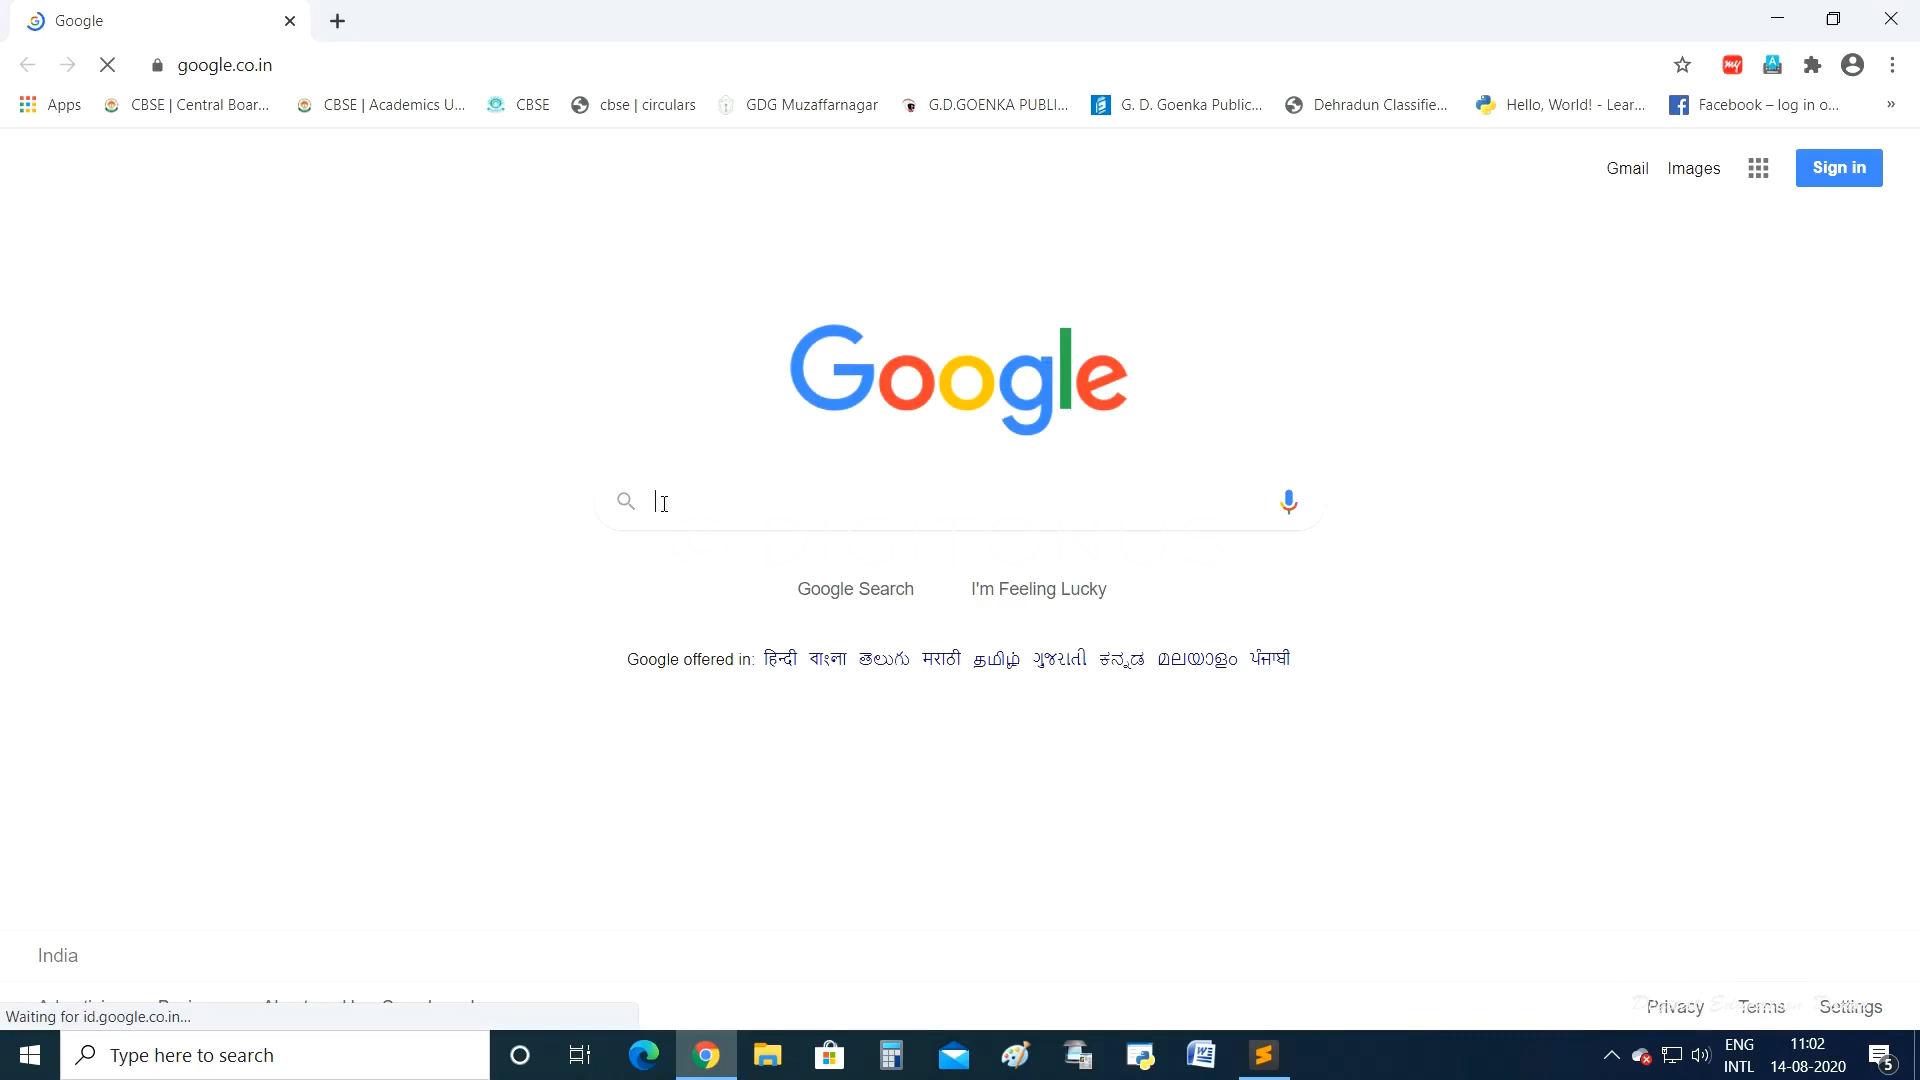 Google
google.co.in
Apps CBSE | Central Boar... CBSE | Academics U... CBSE cbse | circulars GDG Muzaffarnagar G.D.GOENKA PUBLI... G. D. Goenka Public... Dehradun Classifie... Hello, World! - Lear... Facebook – log in o... »
Gmail Images Sign in
Google
Google Search I'm Feeling Lucky
Google offered in: हिन्दी বাংলা తెలుగు मराठी தமிழ் ગુજરાતી ಕನ್ನಡ മലയാളം ਪੰਜਾਬੀ
India
Privacy Terms Settings
Waiting for id.google.co.in...
Type here to search
ENG
INTL
11:02
14-08-2020
5